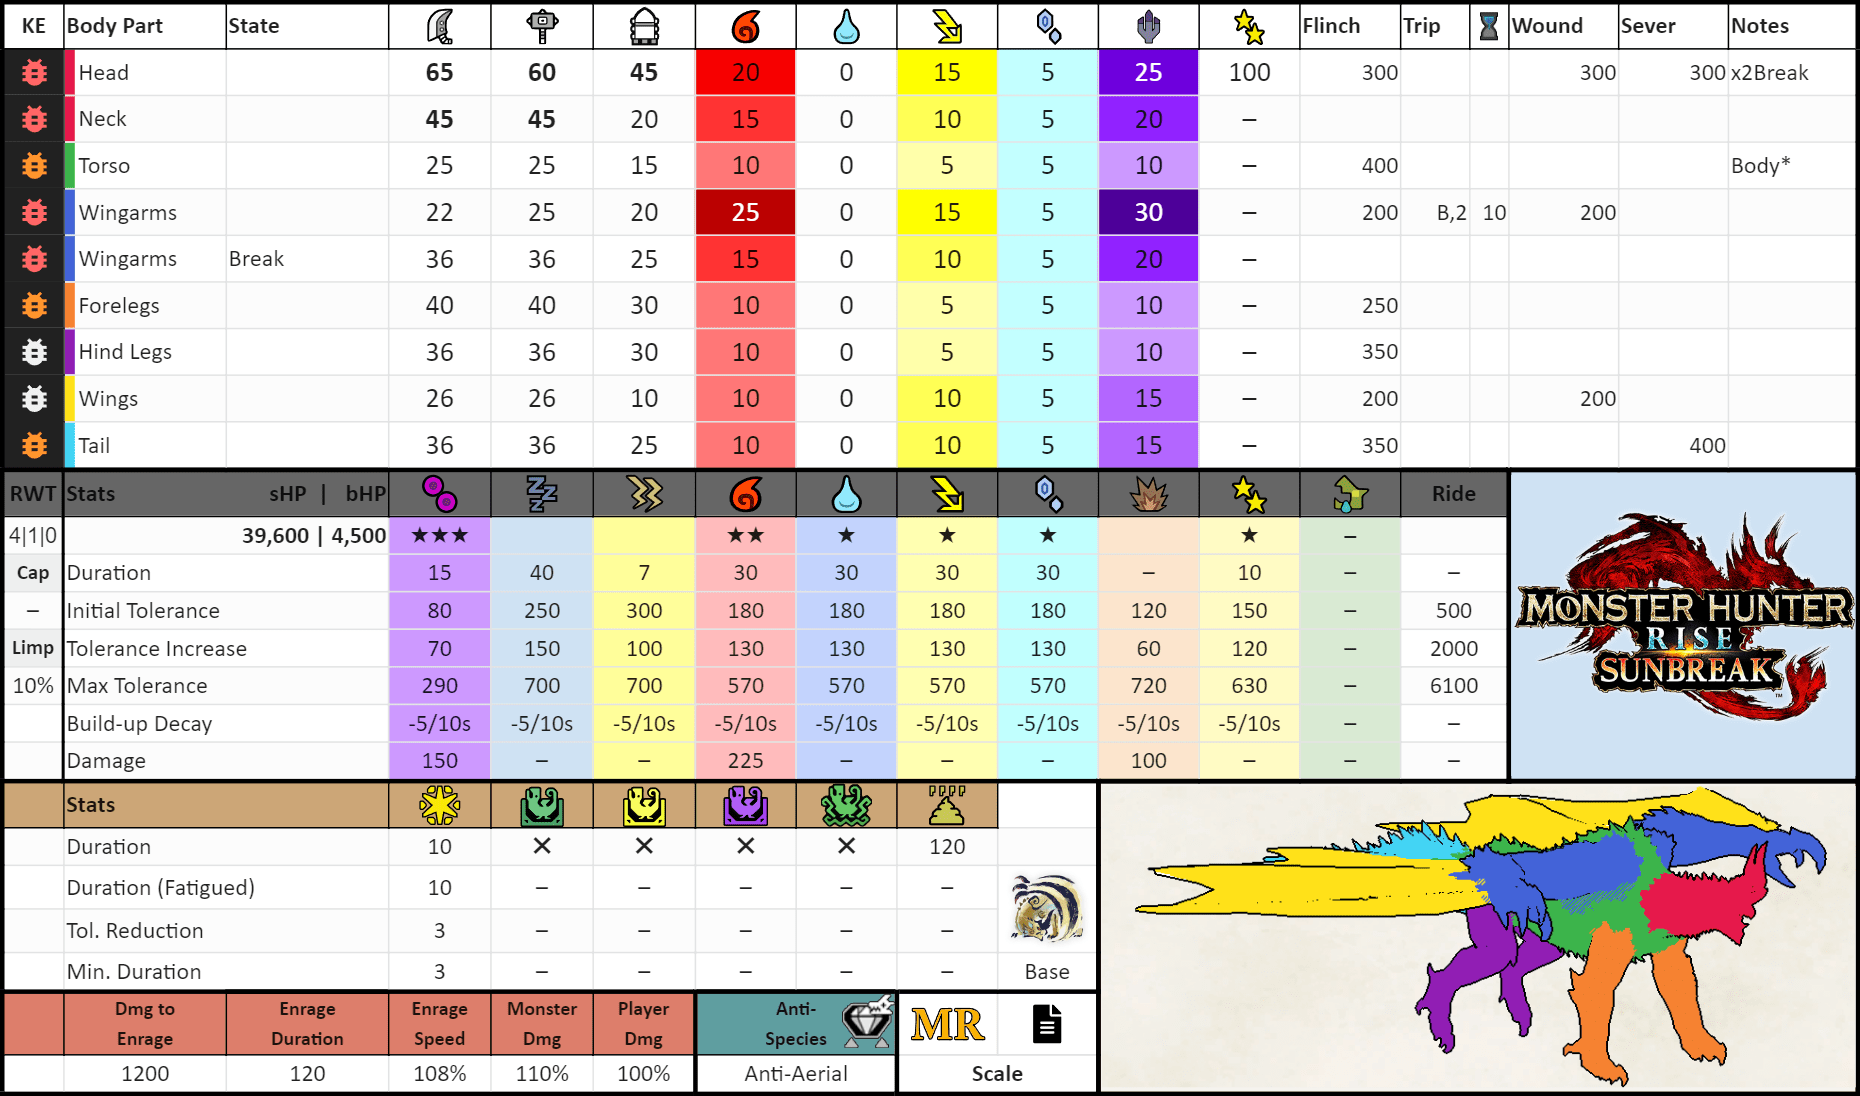 KE Body Part State Flinch Trip Wound Sever Notes
Head 65 60 45 20 0 15 5 25 100 300 300 300 x2Break
Neck 45 45 20 15 0 10 5 20 –
Torso 25 25 15 10 0 5 5 10 – 400 Body*
Wingarms 22 25 20 25 0 15 5 30 – 200 B,2 10 200
Wingarms Break 36 36 25 15 0 10 5 20 –
Forelegs 40 40 30 10 0 5 5 10 – 250
Hind Legs 36 36 30 10 0 5 5 10 – 350
Wings 26 26 10 10 0 10 5 15 – 200 200
Tail 36 36 25 10 0 10 5 15 – 350 400
RWT Stats sHP | bHP Ride
4|1|0 39,600 | 4,500 ★★★ ★★ ★ ★ ★ ★ –
Cap Duration 15 40 7 30 30 30 30 – 10 – –
– Initial Tolerance 80 250 300 180 180 180 180 120 150 – 500
Limp Tolerance Increase 70 150 100 130 130 130 130 60 120 – 2000
10% Max Tolerance 290 700 700 570 570 570 570 720 630 – 6100
Build-up Decay -5/10s -5/10s -5/10s -5/10s -5/10s -5/10s -5/10s -5/10s -5/10s – –
Damage 150 – – 225 – – – 100 – – –
MONSTER HUNTER
RISE
SUNBREAK
™
Stats
Duration 10 ✕ ✕ ✕ ✕ 120
Duration (Fatigued) 10 – – – – –
Tol. Reduction 3 – – – – –
Min. Duration 3 – – – – – Base
Dmg to Enrage Enrage Monster Player Anti-
Enrage Duration Speed Dmg Dmg Species MR
1200 120 108% 110% 100% Anti-Aerial Scale